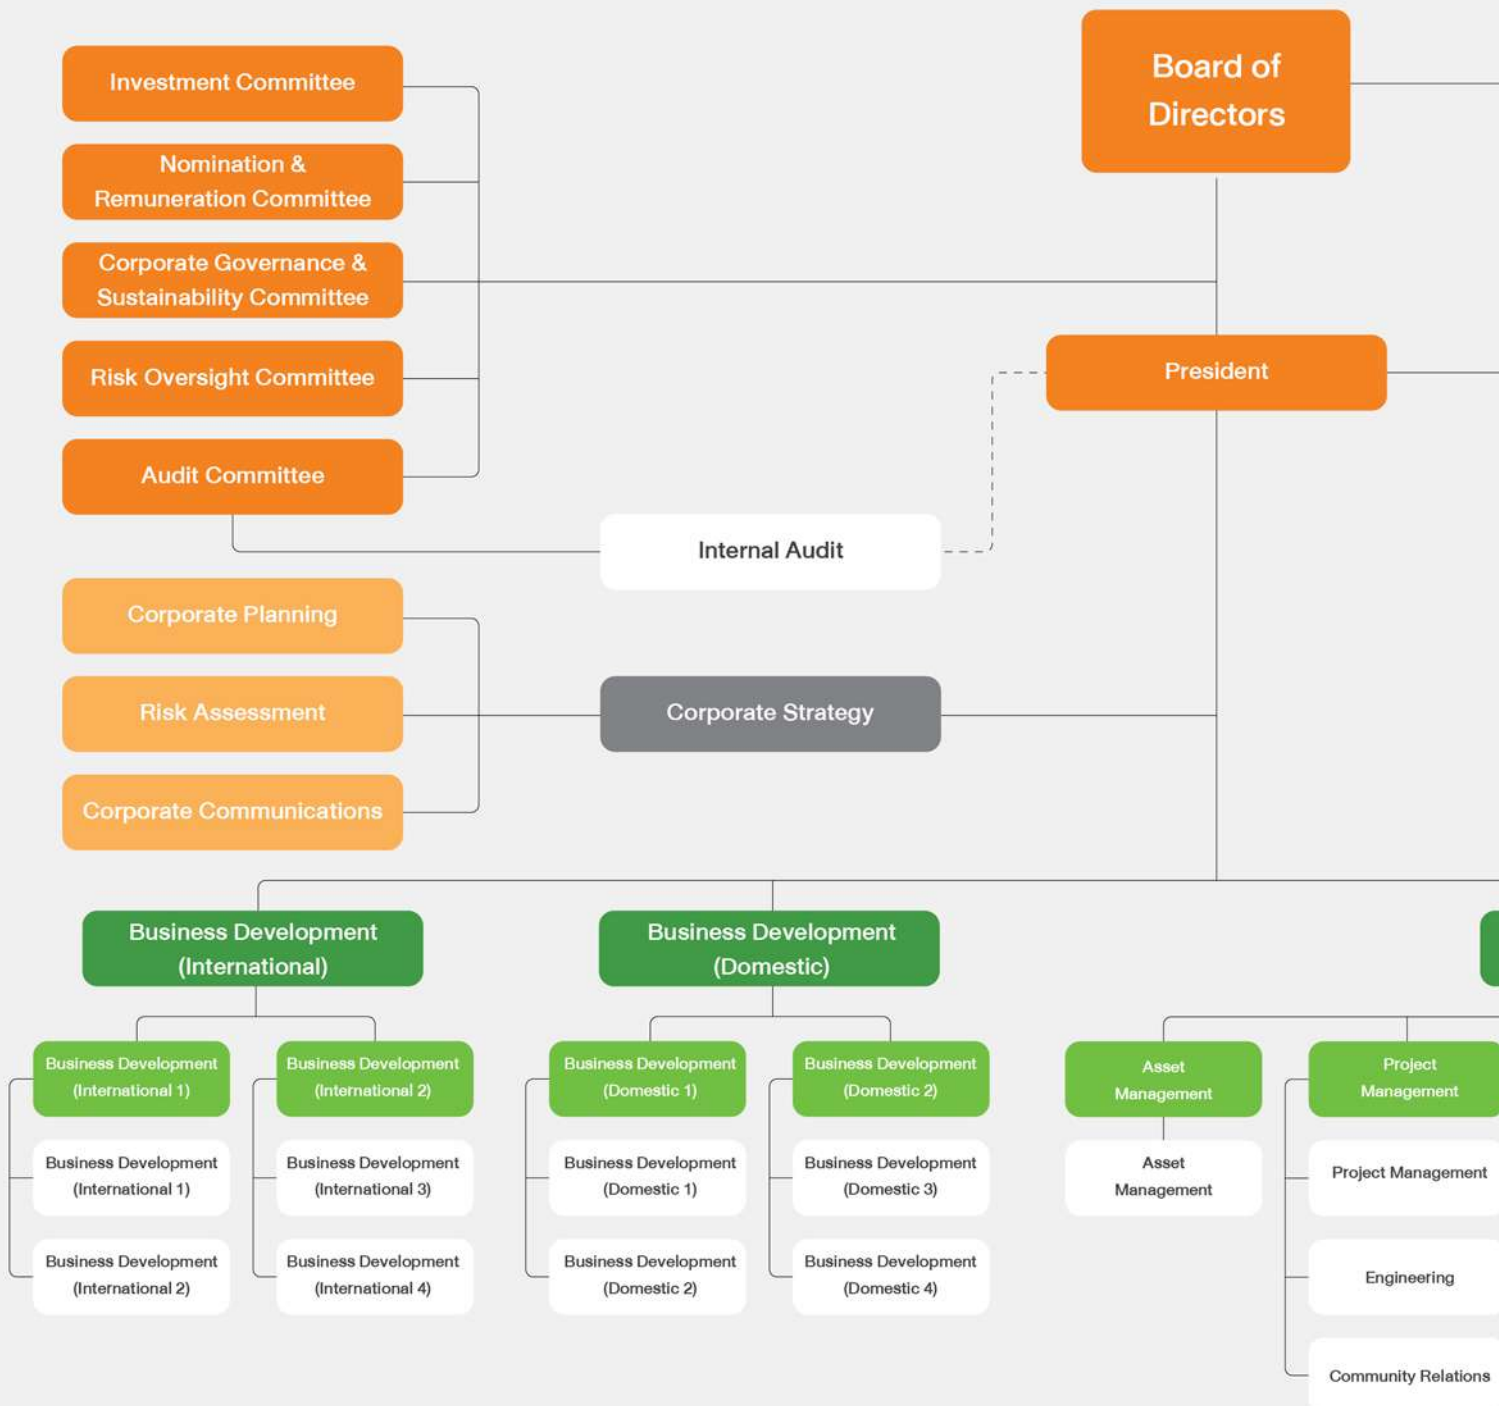 Board of
Directors
Investment Committee
Nomination &
Remuneration Committee
Corporate Governance &
Sustainability Committee
Risk Oversight Committee
President
Audit Committee
Internal Audit
Corporate Planning
Risk Assessment
Corporate Strategy
Corporate Communications
Business Development
(International)
Business Development
(Domestic)
Business Development
(International 1)
Business Development
(International 2)
Business Development
(Domestic 1)
Business Development
(Domestic 2)
Asset
Management
Project
Management
Business Development
(International 1)
Business Development
(International 3)
Business Development
(Domestic 1)
Business Development
(Domestic 3)
Asset
Management
Project Management
Business Development
(International 2)
Business Development
(International 4)
Business Development
(Domestic 2)
Business Development
(Domestic 4)
Engineering
Community Relations